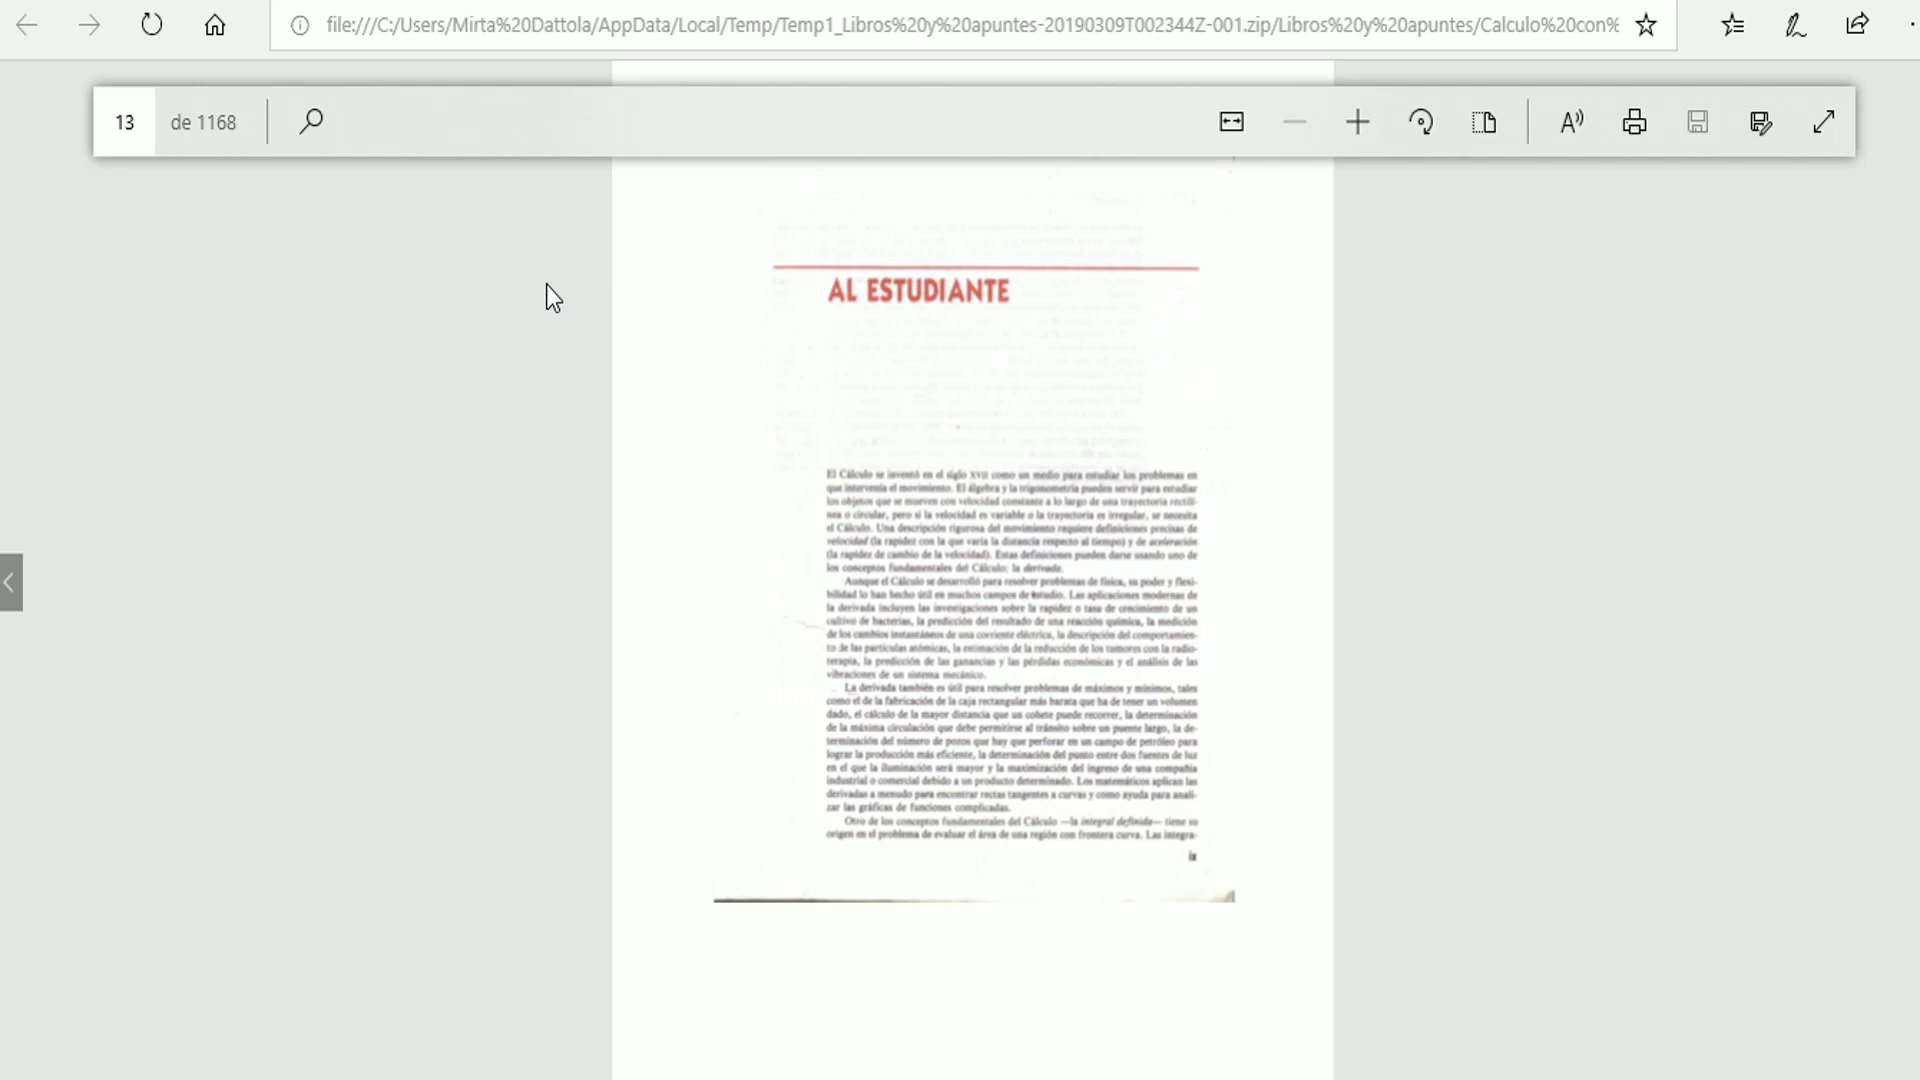 file:///C:/Users/Mirta%20Dattola/AppData/Local/Temp/Temp1_Libros%20y%20apuntes-20190309T002344Z-001.zip/Libros%20y%20apuntes/Calculo%20con%
13 de 1168
AL ESTUDIANTE
El Cálculo se inventó en el siglo XVII como un medio para estudiar los problemas en
que intervenía el movimiento. El álgebra y la trigonometría pueden servir para estudiar
los objetos que se mueven con velocidad constante a lo largo de una trayectoria rectilí-
nea o circular, pero si la velocidad es variable o la trayectoria es irregular, se necesita
el Cálculo. Una descripción rigurosa del movimiento requiere definiciones precisas de
velocidad (la rapidez con la que varía la distancia respecto al tiempo) y de aceleración
(la rapidez de cambio de la velocidad). Estas definiciones pueden darse usando uno de
los conceptos fundamentales del Cálculo: la derivada.
Aunque el Cálculo se desarrolló para resolver problemas de física, su poder y flexi-
bilidad lo han hecho útil en muchos campos de estudio. Las aplicaciones modernas de
la derivada incluyen las investigaciones sobre la rapidez o tasa de crecimiento de un
cultivo de bacterias, la predicción del resultado de una reacción química, la medición
de los cambios instantáneos de una corriente eléctrica, la descripción del comportamien-
to de las partículas atómicas, la estimación de la reducción de los tumores con la radio-
terapia, la predicción de las ganancias y las pérdidas económicas y el análisis de las
vibraciones de un sistema mecánico.
La derivada también es útil para resolver problemas de máximos y mínimos, tales
como el de la fabricación de la caja rectangular más barata que ha de tener un volumen
dado, el cálculo de la mayor distancia que un cohete puede recorrer, la determinación
de la máxima circulación que debe permitirse al tránsito sobre un puente largo, la de-
terminación del número de pozos que hay que perforar en un campo de petróleo para
lograr la producción más eficiente, la determinación del punto entre dos fuentes de luz
en el que la iluminación será mayor y la maximización del ingreso de una compañía
industrial o comercial debido a un producto determinado. Los matemáticos aplican las
derivadas a menudo para encontrar rectas tangentes a curvas y como ayuda para anali-
zar las gráficas de funciones complicadas.
Otro de los conceptos fundamentales del Cálculo —la integral definida— tiene su
origen en el problema de evaluar el área de una región con frontera curva. Las integra-
ix